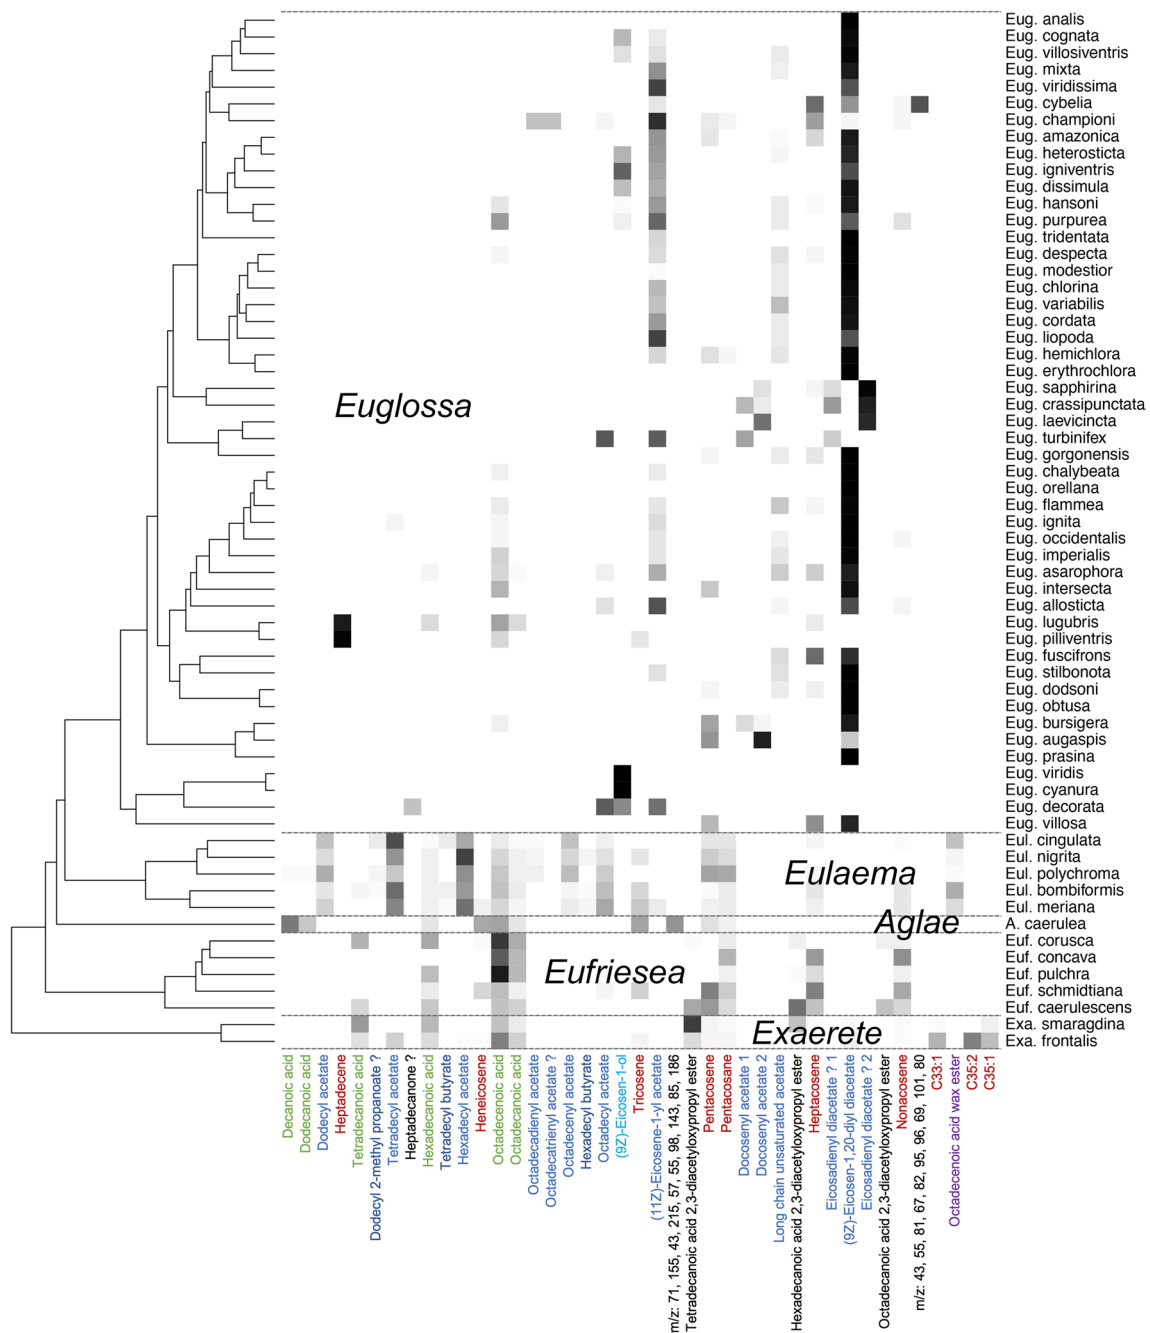 Eug. analis
Eug. cognata
Eug. villosiventris
Eug. mixta
Eug. viridissima
Eug. cybelia
Eug. championi
Eug. amazonica
Eug. heterosticta
Eug. igniventris
Eug. dissimula
Eug. hansoni
Eug. purpurea
Eug. tridentata
Eug. despecta
Eug. modestior
Eug. chlorina
Eug. variabilis
Eug. cordata
Eug. liopoda
Eug. hemichlora
Eug. erythrochlora
Eug. sapphirina
Eug. crassipunctata
Eug. laevicincta
Eug. turbinifex
Eug. gorgonensis
Eug. chalybeata
Eug. orellana
Eug. flammea
Eug. ignita
Eug. occidentalis
Eug. imperialis
Eug. asarophora
Eug. intersecta
Eug. allosticta
Eug. lugubris
Eug. pilliventris
Eug. fuscifrons
Eug. stilbonota
Eug. dodsoni
Eug. obtusa
Eug. bursigera
Eug. augaspis
Eug. prasina
Eug. viridis
Eug. cyanura
Eug. decorata
Eug. villosa
Eul. cingulata
Eul. nigrita
Eul. polychroma
Eul. bombiformis
Eul. meriana
A. caerulea
Euf. corusca
Euf. concava
Euf. pulchra
Euf. schmidtiana
Euf. caerulescens
Exa. smaragdina
Exa. frontalis
Euglossa
Eulaema
Aglae
Eufriesea
Exaerete
Decanoic acid
Dodecanoic acid
Dodecyl acetate
Heptadecene
Tetradecanoic acid
Dodecyl 2-methyl propanoate ?
Tetradecyl acetate
Heptadecanone ?
Hexadecanoic acid
Tetradecyl butyrate
Hexadecyl acetate
Heneicosene
Octadecenoic acid
Octadecanoic acid
Octadecadienyl acetate
Octadecatrienyl acetate ?
Octadecenyl acetate
Hexadecyl butyrate
Octadecyl acteate
(9Z)-Eicosen-1-ol
Tricosene
(11Z)-Eicosene-1-yl acetate
m/z: 71, 155, 43, 215, 57, 55, 98, 143, 85, 186
Tetradecanoic acid 2,3-diacetyloxypropyl ester
Pentacosene
Pentacosane
Docosenyl acetate 1
Docosenyl acetate 2
Long chain unsaturated acetate
Hexadecanoic acid 2,3-diacetyloxypropyl ester
Heptacosene
Eicosadienyl diacetate ? 1
(9Z)-Eicosen-1,20-diyl diacetate
Eicosadienyl diacetate ? 2
Octadecanoic acid 2,3-diacetyloxypropyl ester
Nonacosene
m/z: 43, 55, 81, 67, 82, 95, 96, 69, 101, 80
C33:1
Octadecenoic acid wax ester
C35:2
C35:1